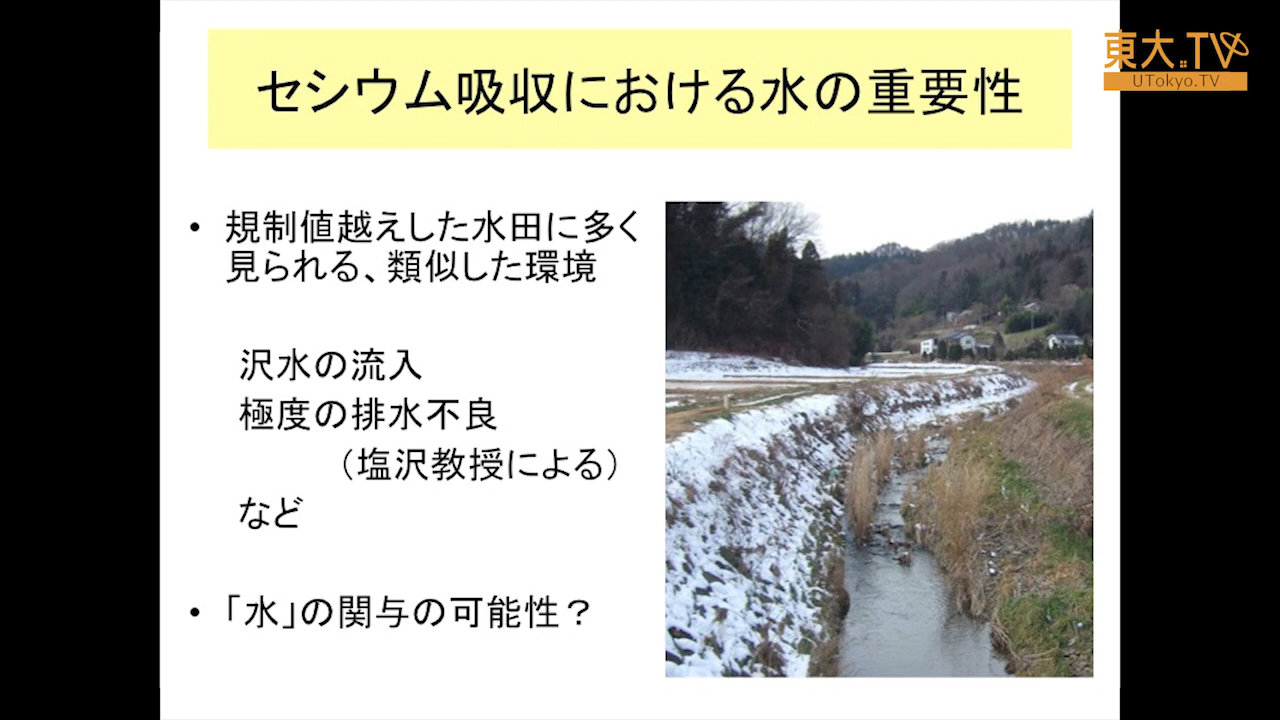 セシウム吸収における水の重要性
東大.TV
UTokyo.TV
• 規制値越えした水田に多く
見られる、類似した環境
沢水の流入
極度の排水不良
（塩沢教授による）
など
• 「水」の関与の可能性？